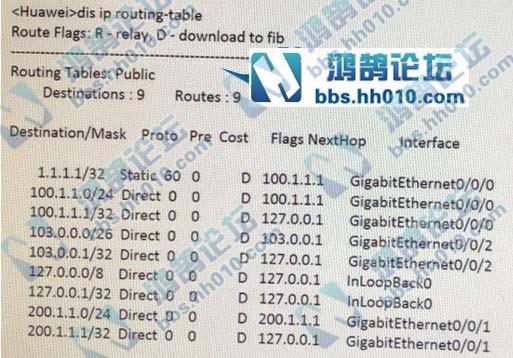 <Huawei>dis ip routing-table
Route Flags: R - relay, D - download to fib
Routing Tables: Public
Destinations : 9 Routes : 9
鸿鹄论坛
bbs.hh010.com
Destination/Mask Proto Pre Cost Flags NextHop Interface
1.1.1.1/32 Static 60 0 D 100.1.1.1 GigabitEthernet0/0/0
100.1.1.0/24 Direct 0 0 D 100.1.1.1 GigabitEthernet0/0/0
100.1.1.1/32 Direct 0 0 D 127.0.0.1 GigabitEthernet0/0/0
103.0.0.0/26 Direct 0 0 D 103.0.0.1 GigabitEthernet0/0/2
103.0.0.1/32 Direct 0 0 D 127.0.0.1 GigabitEthernet0/0/2
127.0.0.0/8 Direct 0 0 D 127.0.0.1 InLoopBack0
127.0.0.1/32 Direct 0 0 D 127.0.0.1 InLoopBack0
200.1.1.0/24 Direct 0 0 D 200.1.1.1 GigabitEthernet0/0/1
200.1.1.1/32 Direct 0 0 D 127.0.0.1 GigabitEthernet0/0/1